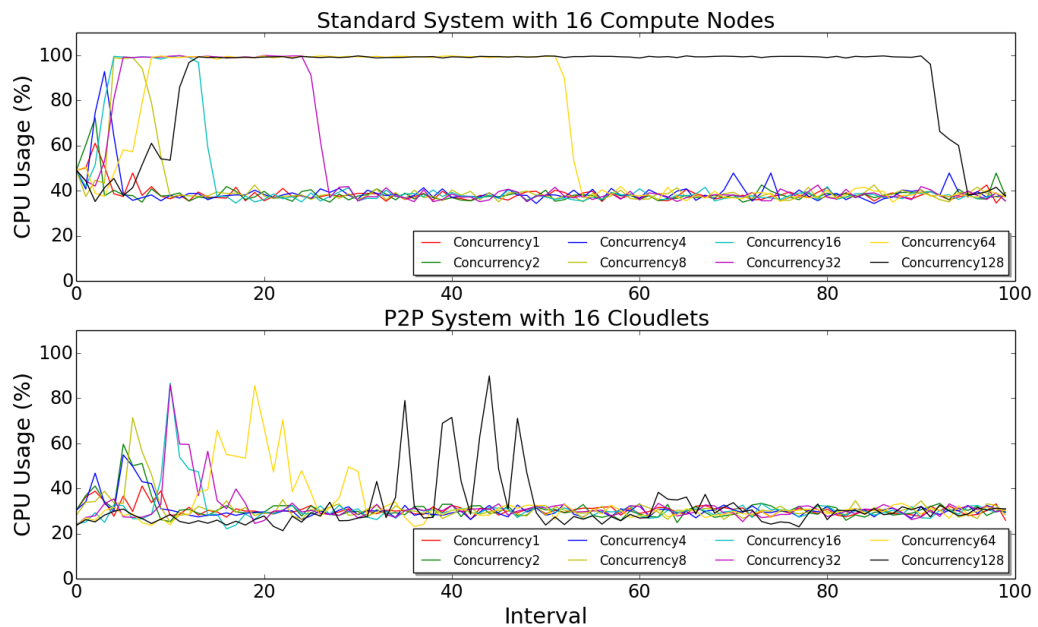 Standard System with 16 Compute Nodes
CPU Usage (%)
100
80
60
40
20
0
Concurrency1 Concurrency4 Concurrency16 Concurrency64
Concurrency2 Concurrency8 Concurrency32 Concurrency128
0 20 40 60 80 100
P2P System with 16 Cloudlets
CPU Usage (%)
100
80
60
40
20
0
Concurrency1 Concurrency4 Concurrency16 Concurrency64
Concurrency2 Concurrency8 Concurrency32 Concurrency128
0 20 40 60 80 100
Interval